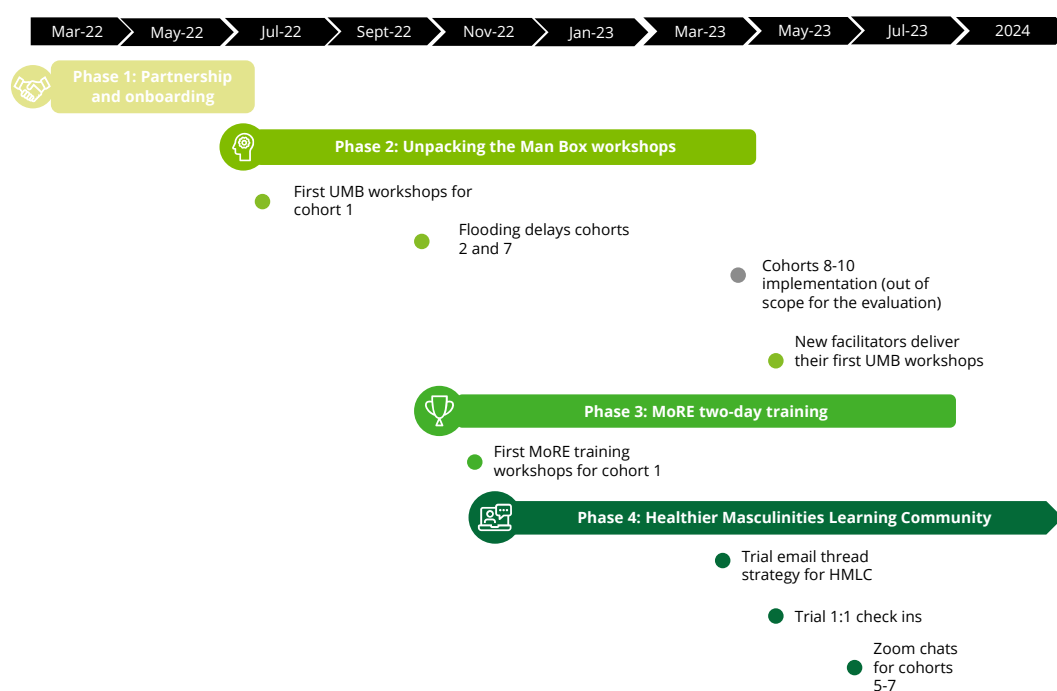 Mar-22 May-22 Jul-22 Sept-22 Nov-22 Jan-23 Mar-23 May-23 Jul-23 2024
Phase 1: Partnership
and onboarding
Phase 2: Unpacking the Man Box workshops
First UMB workshops for
cohort 1
Flooding delays cohorts
2 and 7
Cohorts 8-10
implementation (out of
scope for the evaluation)
New facilitators deliver
their first UMB workshops
Phase 3: MoRE two-day training
First MoRE training
workshops for cohort 1
Phase 4: Healthier Masculinities Learning Community
Trial email thread
strategy for HMLC
Trial 1:1 check ins
Zoom chats
for cohorts
5-7